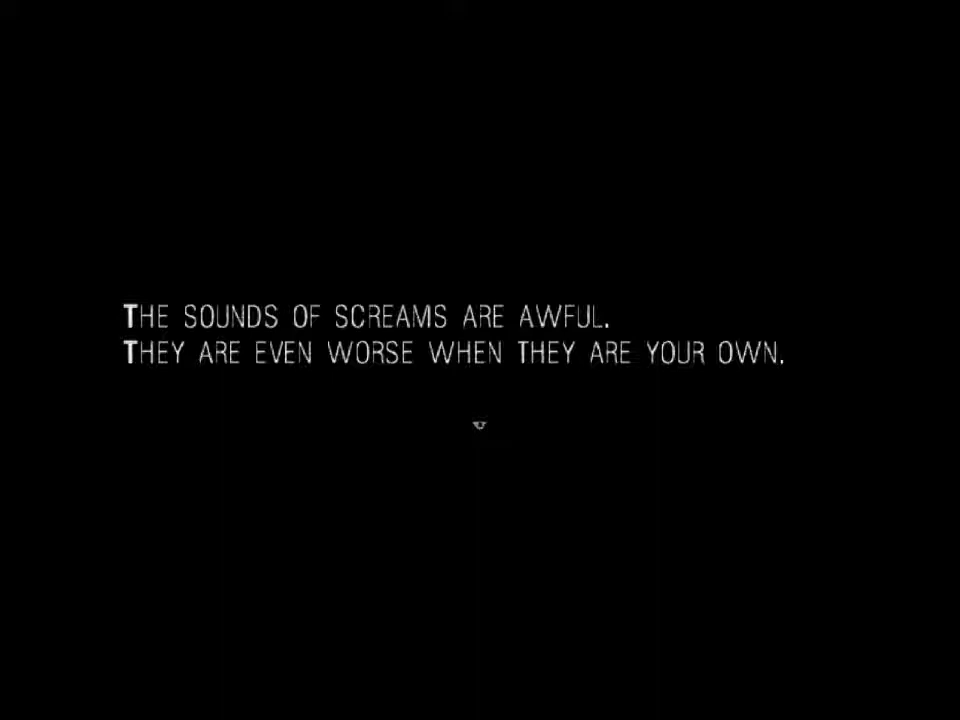 THE SOUNDS OF SCREAMS ARE AWFUL.
THEY ARE EVEN WORSE WHEN THEY ARE YOUR OWN.